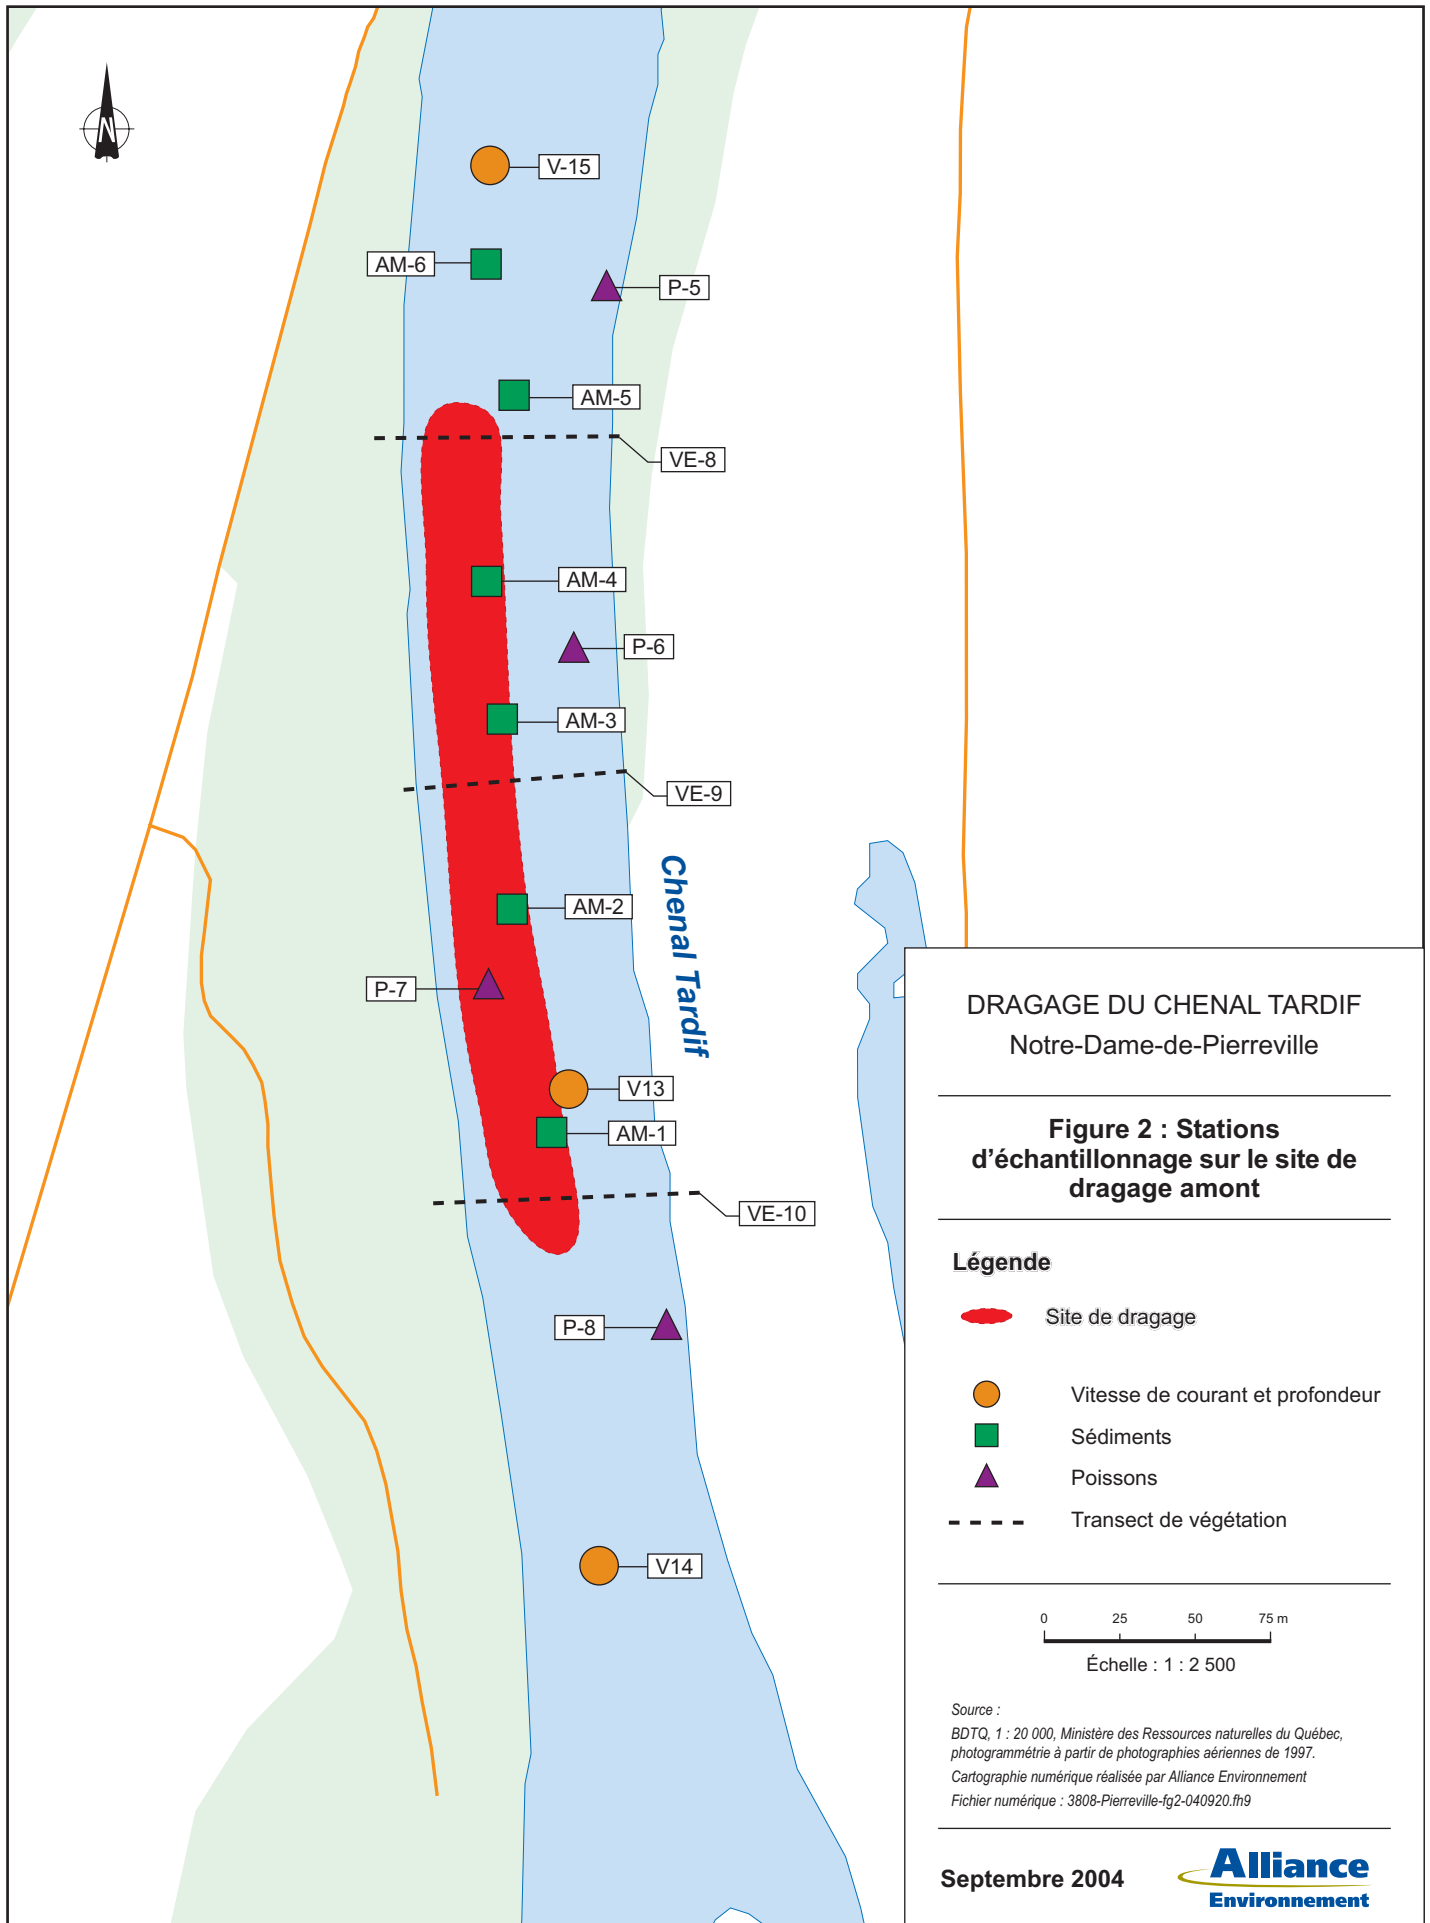 N
V-15
AM-6
P-5
AM-5
VE-8
AM-4
P-6
AM-3
VE-9
Chenal Tardif
AM-2
P-7
V13
AM-1
VE-10
P-8
V14
DRAGAGE DU CHENAL TARDIF
Notre-Dame-de-Pierreville
Figure 2 : Stations
d'échantillonnage sur le site de
dragage amont
Légende
Site de dragage
Vitesse de courant et profondeur
Sédiments
Poissons
Transect de végétation
0 25 50 75 m
Échelle : 1 : 2 500
Source :
BDTQ, 1 : 20 000, Ministère des Ressources naturelles du Québec,
photogrammétrie à partir de photographies aériennes de 1997.
Cartographie numérique réalisée par Alliance Environnement
Fichier numérique : 3808-Pierreville-fg2-040920.fh9
Septembre 2004
Alliance
Environnement